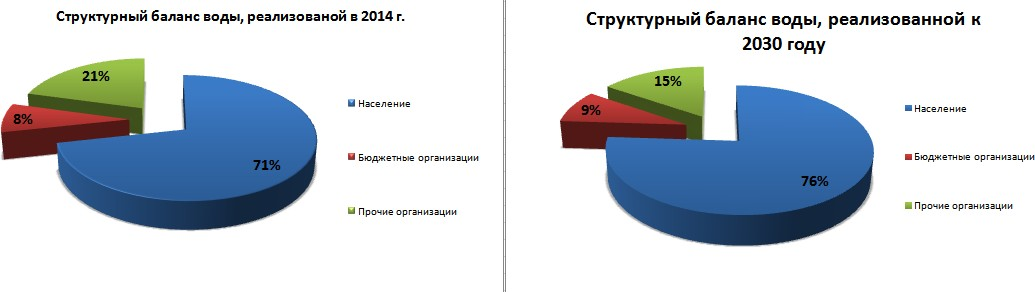 Структурный баланс воды, реализованой в 2014 г.
21%
8%
71%
Население
Бюджетные организации
Прочие организации
Структурный баланс воды, реализованной к
2030 году
15%
9%
76%
Население
Бюджетные организации
Прочие организации